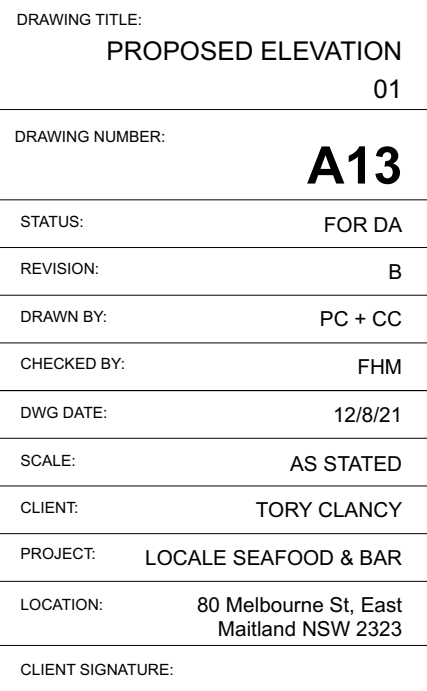 DRAWING TITLE:
PROPOSED ELEVATION
01
DRAWING NUMBER:
A13
STATUS: FOR DA
REVISION: B
DRAWN BY: PC + CC
CHECKED BY: FHM
DWG DATE: 12/8/21
SCALE: AS STATED
CLIENT: TORY CLANCY
PROJECT: LOCALE SEAFOOD & BAR
LOCATION: 80 Melbourne St, East
Maitland NSW 2323
CLIENT SIGNATURE: